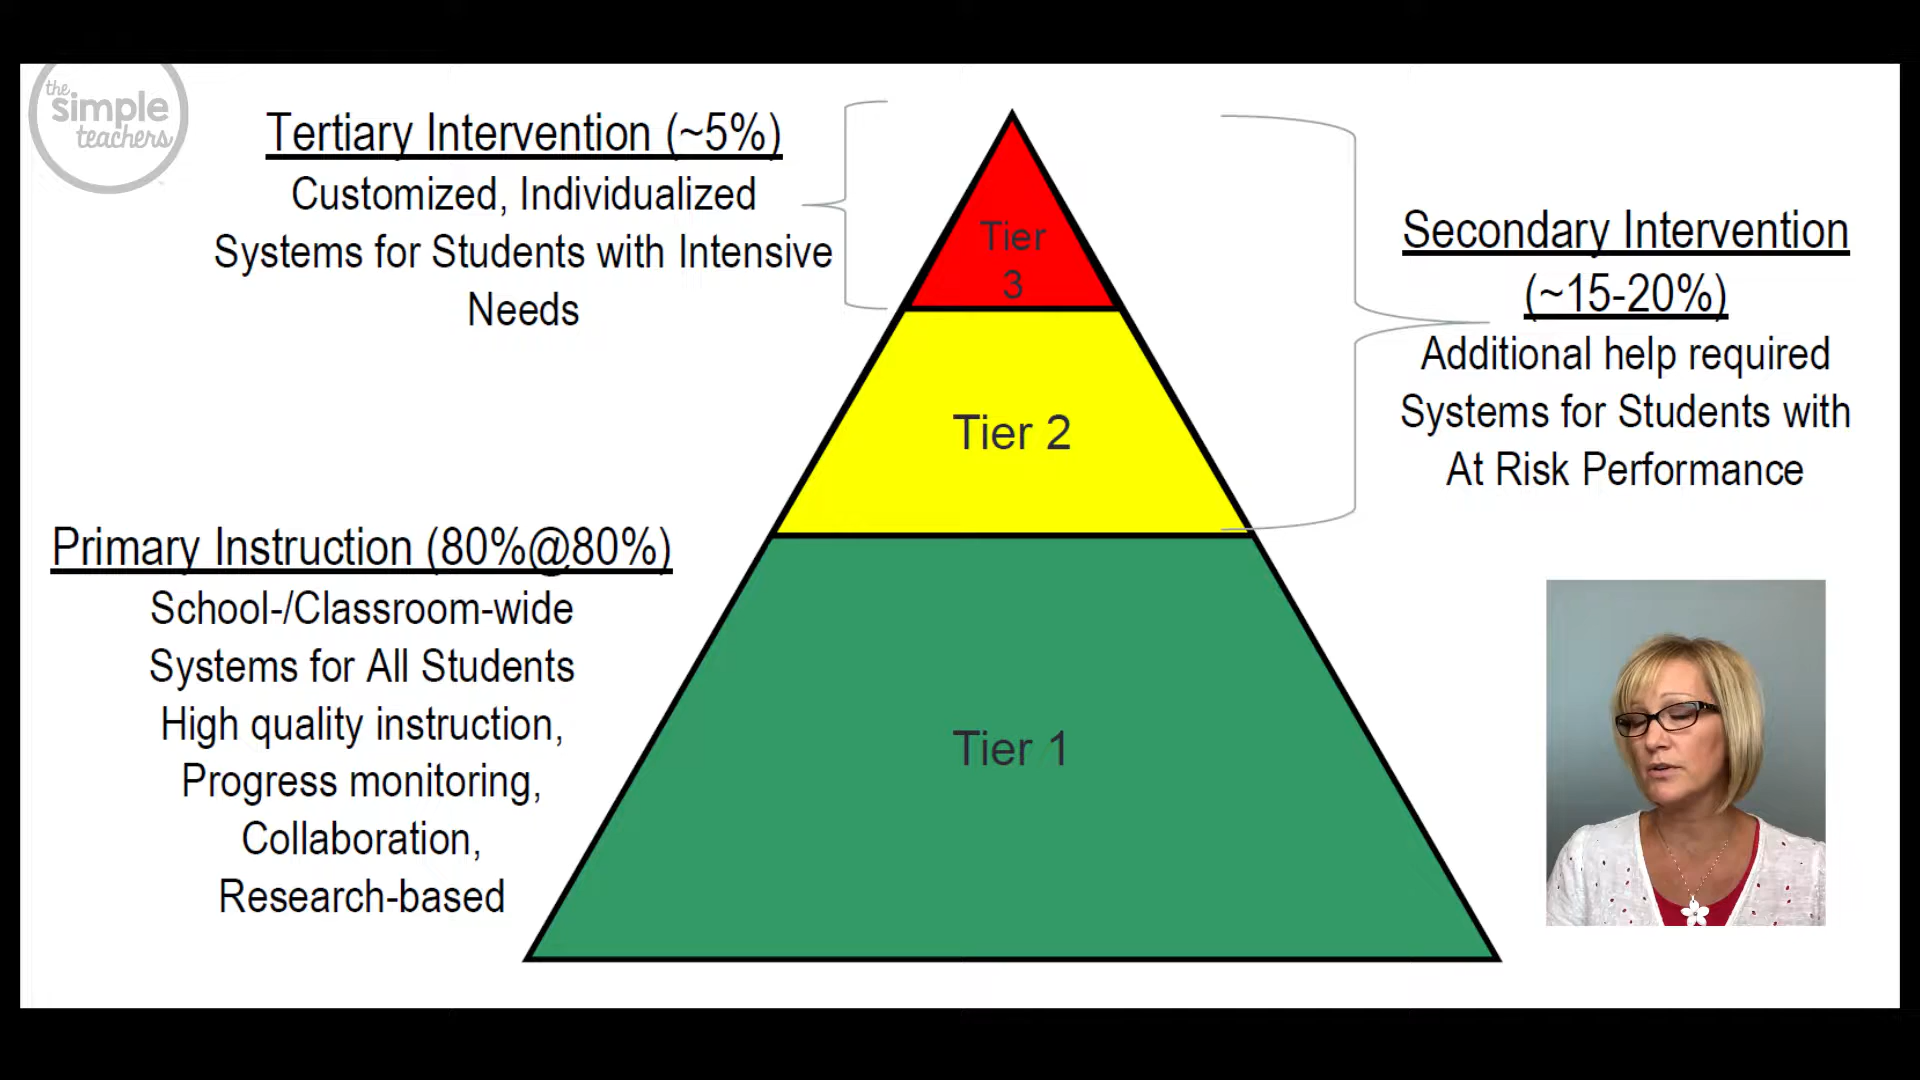 the
simple
teachers
Tertiary Intervention (~5%)
Customized, Individualized
Systems for Students with Intensive
Needs
Tier
3
Secondary Intervention
(~15-20%)
Additional help required
Systems for Students with
At Risk Performance
Tier 2
Primary Instruction (80%@80%)
School-/Classroom-wide
Systems for All Students
High quality instruction,
Progress monitoring,
Collaboration,
Research-based
Tier 1